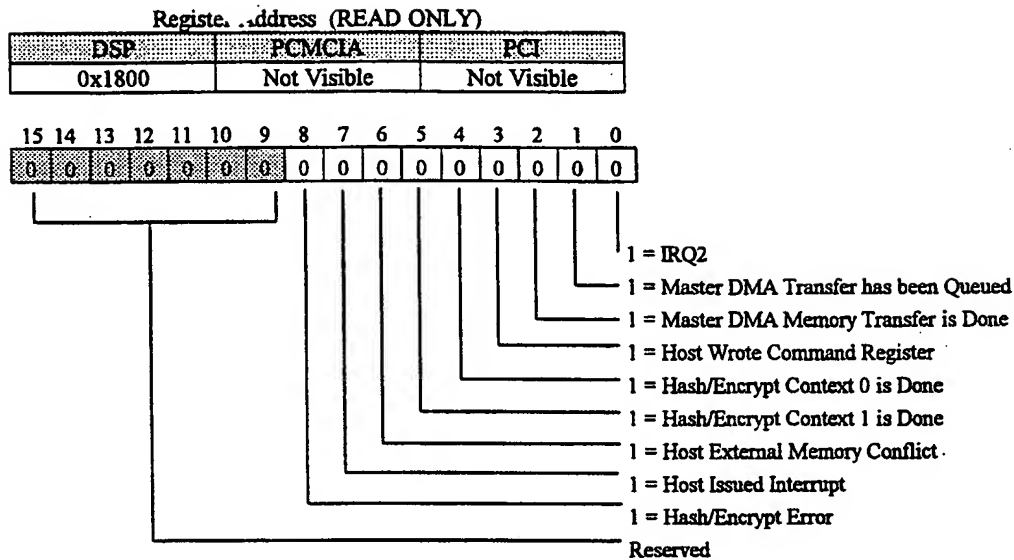 Register Address (READ ONLY)
DSP PCMCIA PCI
0x1800 Not Visible Not Visible
15 14 13 12 11 10 9 8 7 6 5 4 3 2 1 0
0 0 0 0 0 0 0 0 0 0 0 0 0 0 0 0
1 = IRQ2
1 = Master DMA Transfer has been Queued
1 = Master DMA Memory Transfer is Done
1 = Host Wrote Command Register
1 = Hash/Encrypt Context 0 is Done
1 = Hash/Encrypt Context 1 is Done
1 = Host External Memory Conflict
1 = Host Issued Interrupt
1 = Hash/Encrypt Error
Reserved